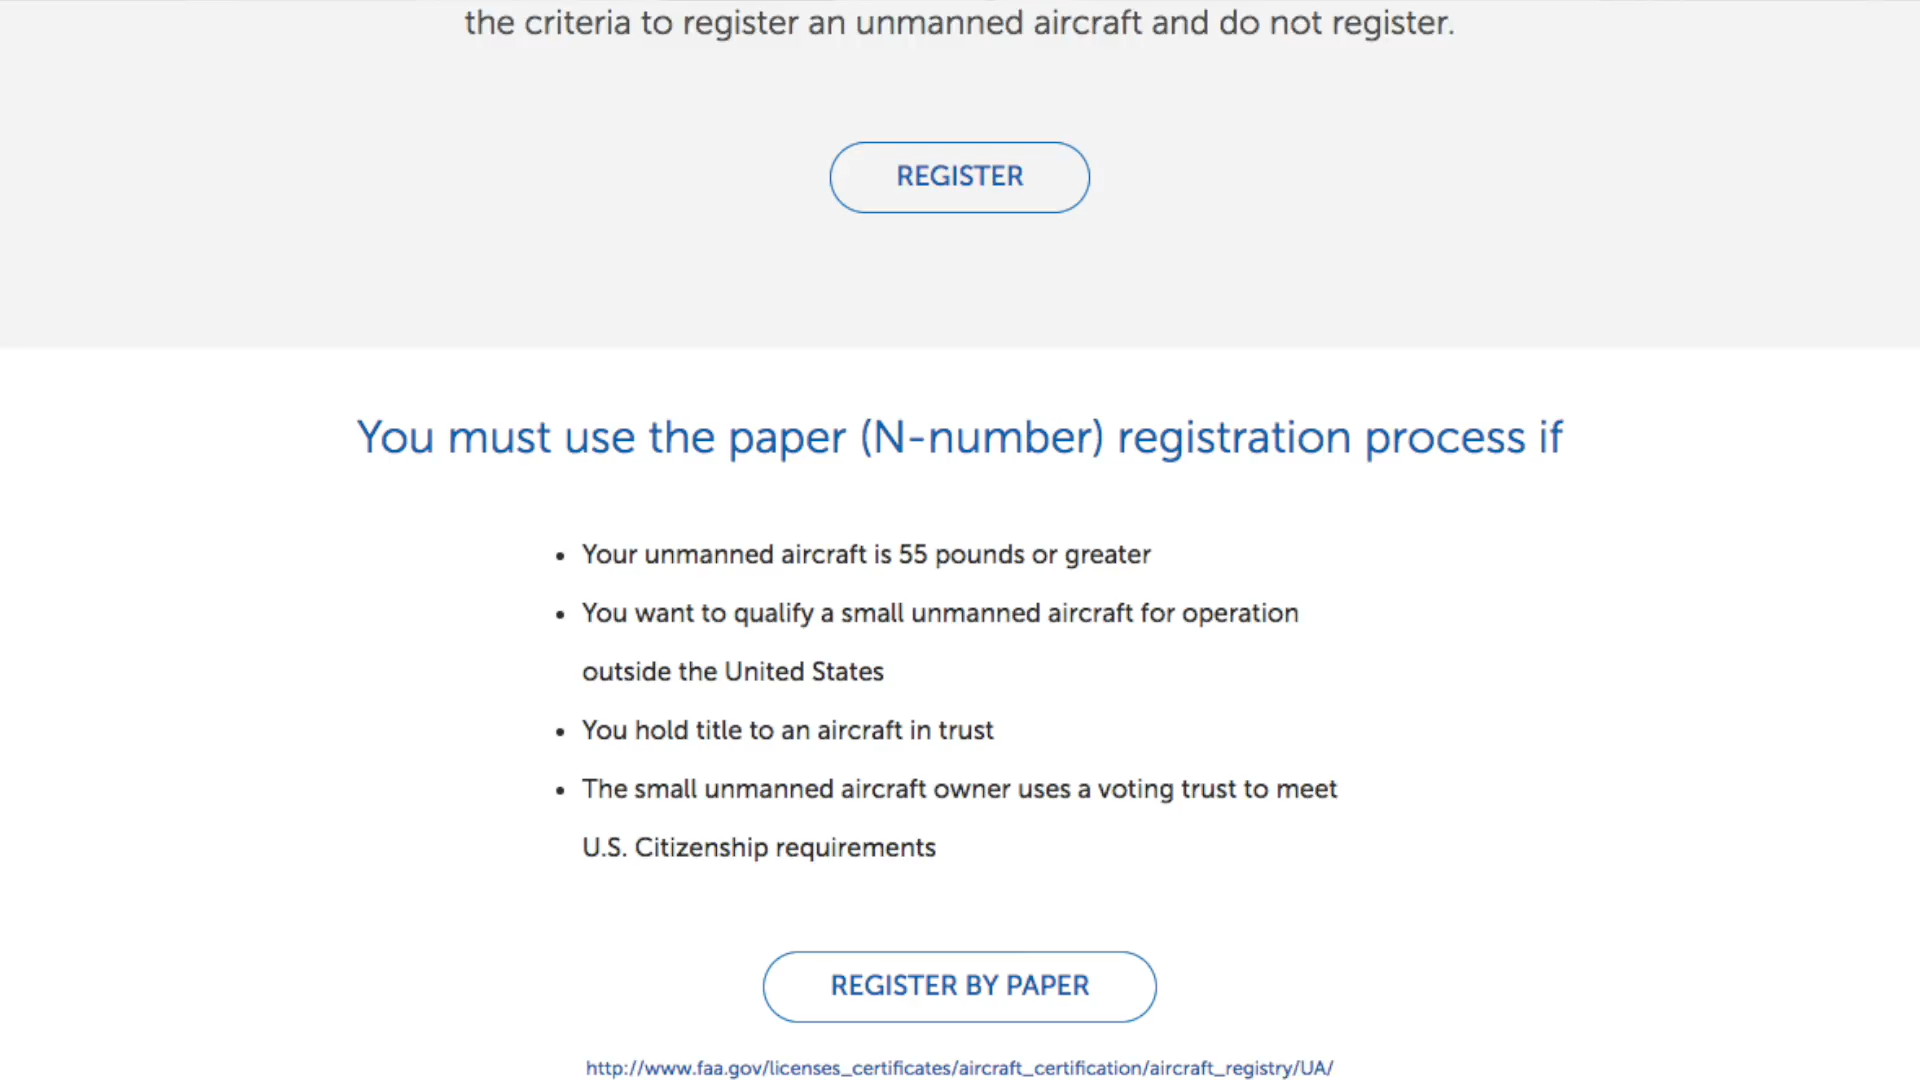 the criteria to register an unmanned aircraft and do not register.
REGISTER
You must use the paper (N-number) registration process if
• Your unmanned aircraft is 55 pounds or greater
• You want to qualify a small unmanned aircraft for operation
outside the United States
• You hold title to an aircraft in trust
• The small unmanned aircraft owner uses a voting trust to meet
U.S. Citizenship requirements
REGISTER BY PAPER
http://www.faa.gov/licenses_certificates/aircraft_certification/aircraft_registry/UA/